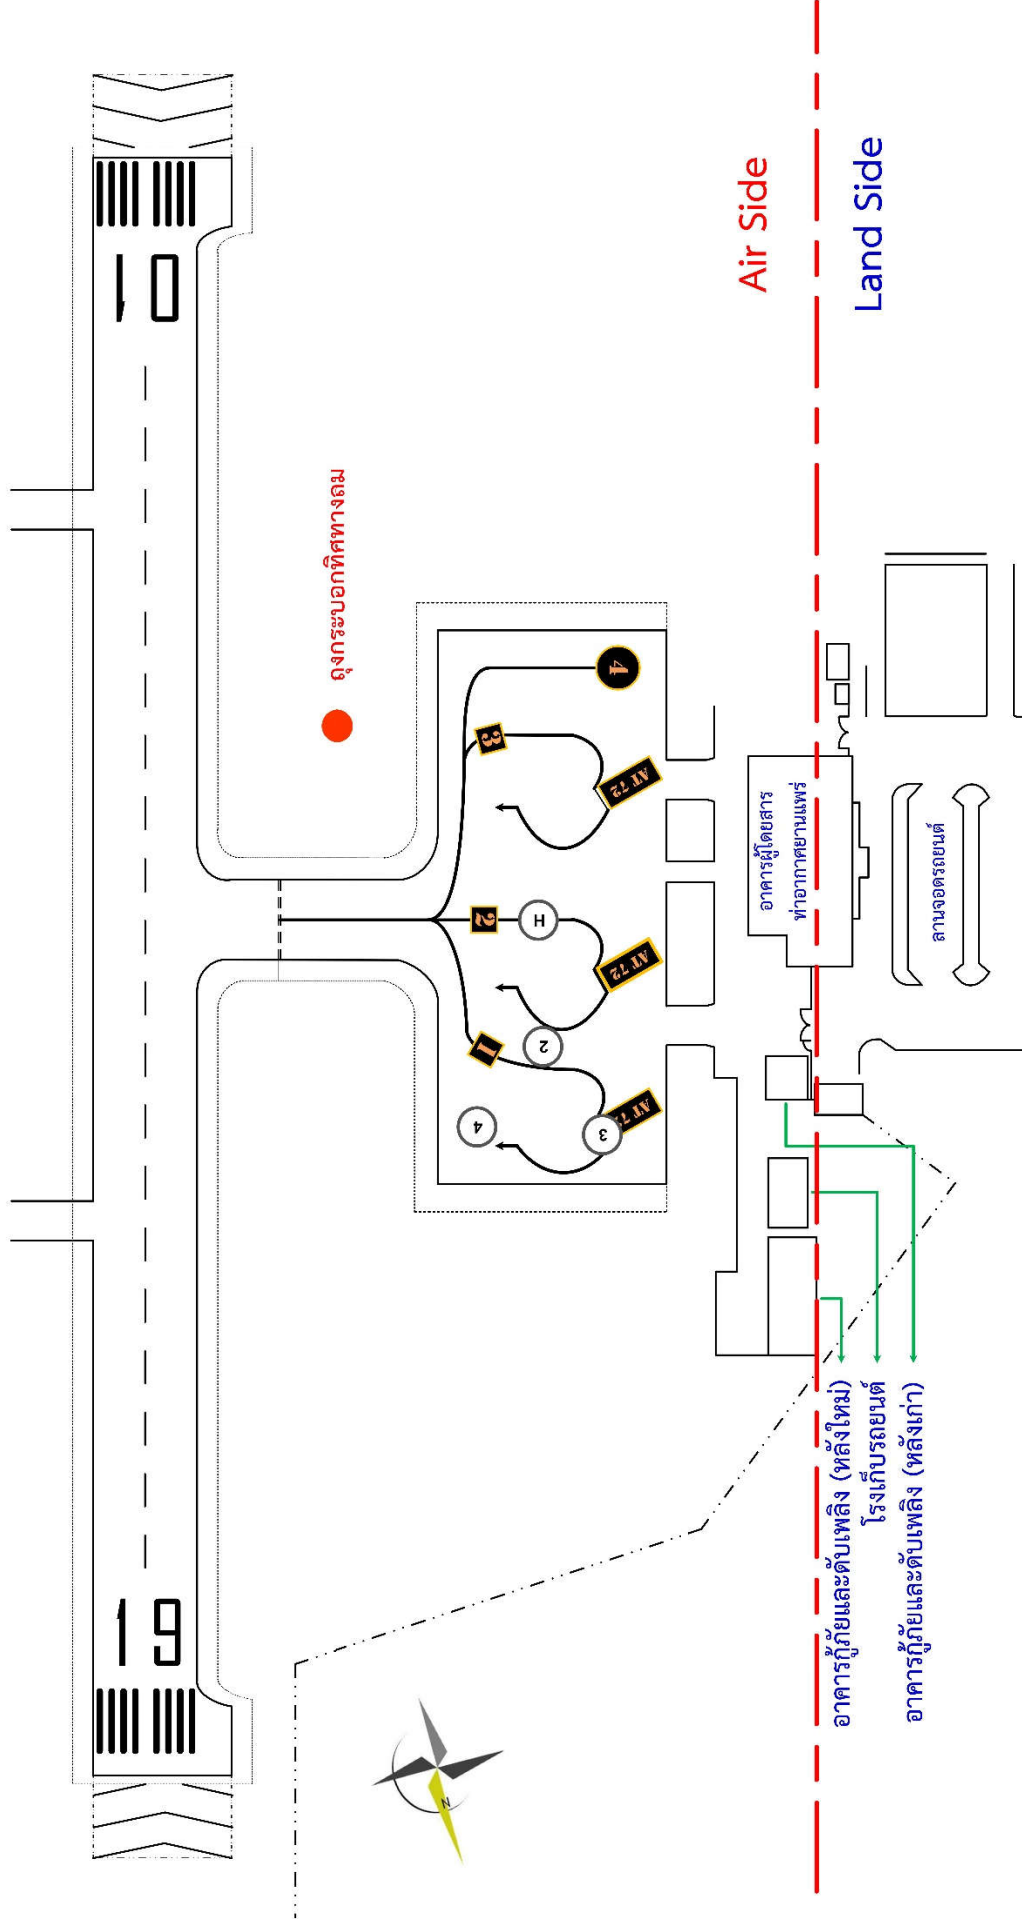 Air Side
Land Side
01
ถุงกระบอกทิศทางลม
4
3
AT 72
2
H
AT 72
1
2
AT 7
3
4
อาคารผู้โดยสาร
ท่าอากาศยานแพร่
ลานจอดรถยนต์
อาคารกู้ภัยและดับเพลิง (หลังใหม่)
โรงเก็บรถยนต์
อาคารกู้ภัยและดับเพลิง (หลังเก่า)
19
N